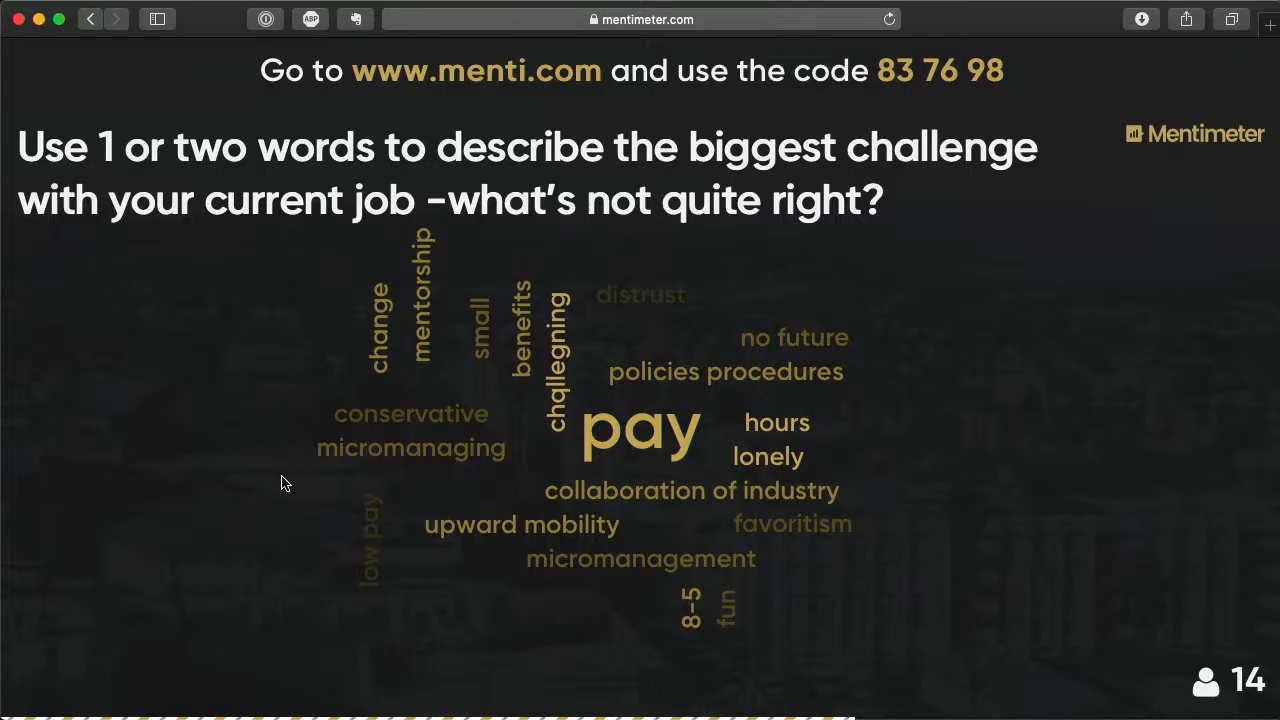 mentimeter.com
Go to www.menti.com and use the code 83 76 98
Mentimeter
Use 1 or two words to describe the biggest challenge
with your current job -what's not quite right?
change
mentorship
small
benefits
chqllegning
distrust
no future
policies procedures
conservative
micromanaging
pay
hours
lonely
collaboration of industry
low pay
upward mobility
favoritism
micromanagement
8-5
fun
14
ABP